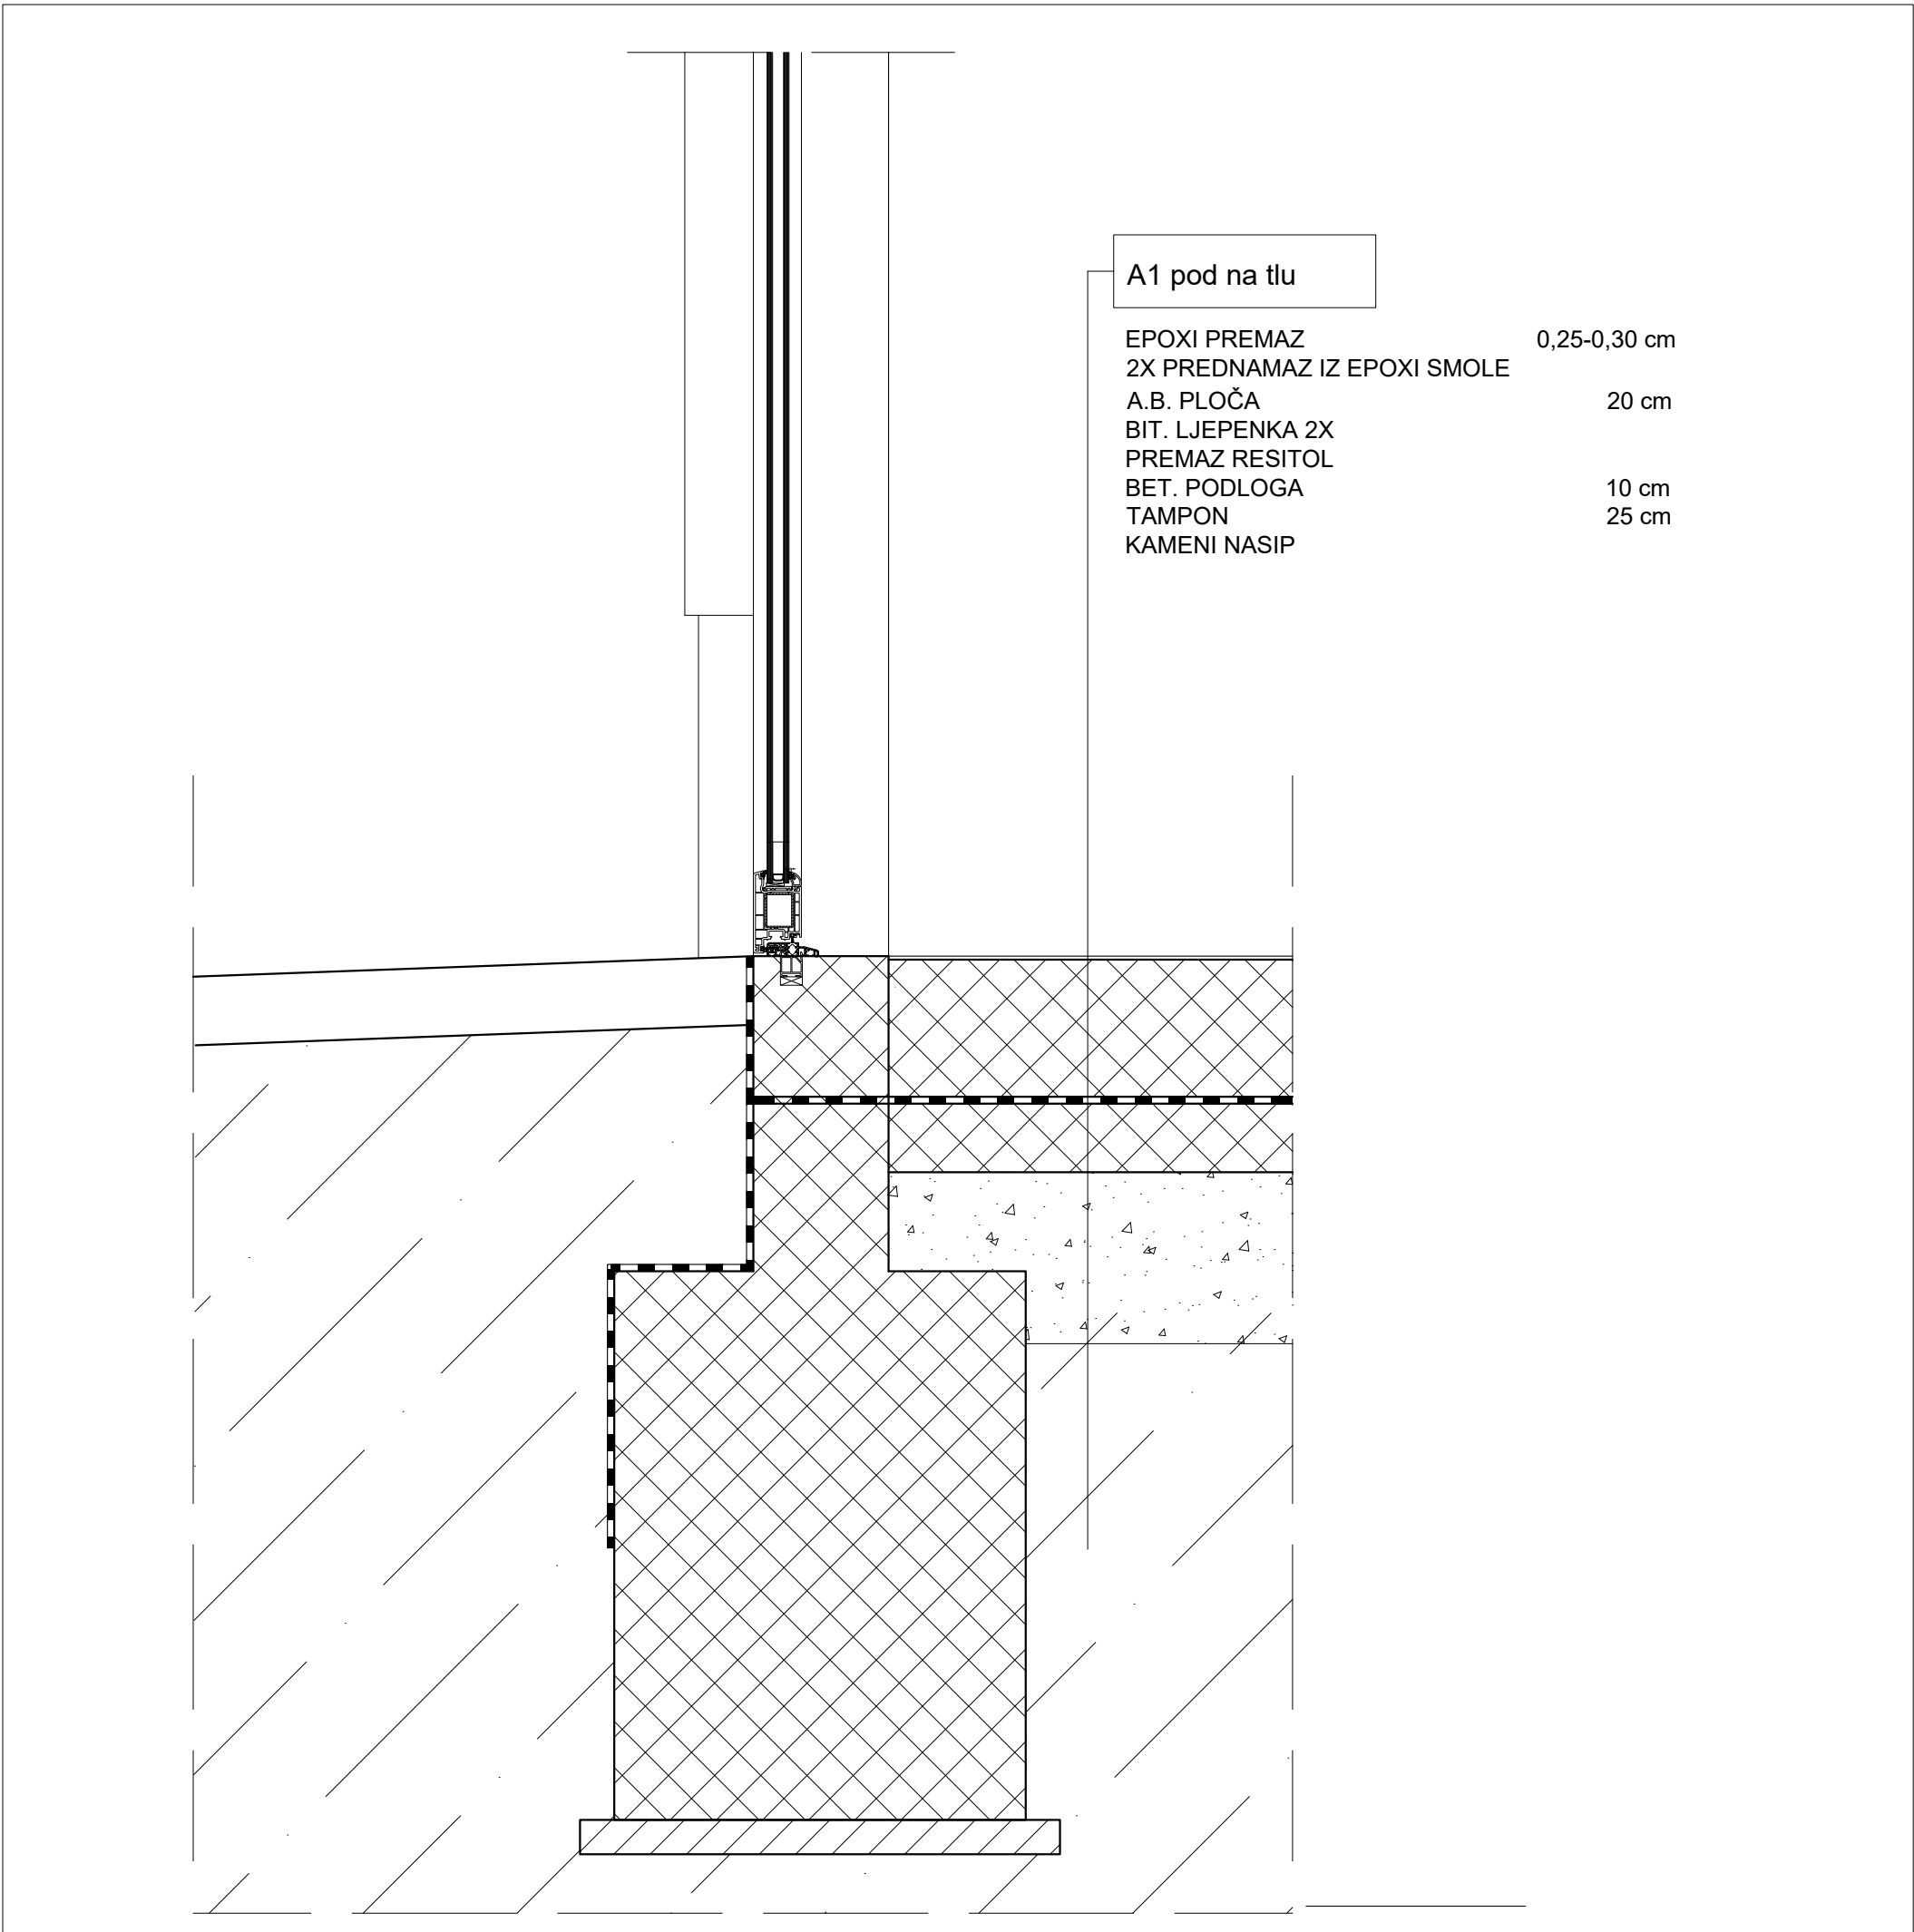 A1 pod na tlu
EPOXI PREMAZ 0,25-0,30 cm
2X PREDNAMAZ IZ EPOXI SMOLE
A.B. PLOČA 20 cm
BIT. LJEPENKA 2X
PREMAZ RESITOL
BET. PODLOGA 10 cm
TAMPON 25 cm
KAMENI NASIP